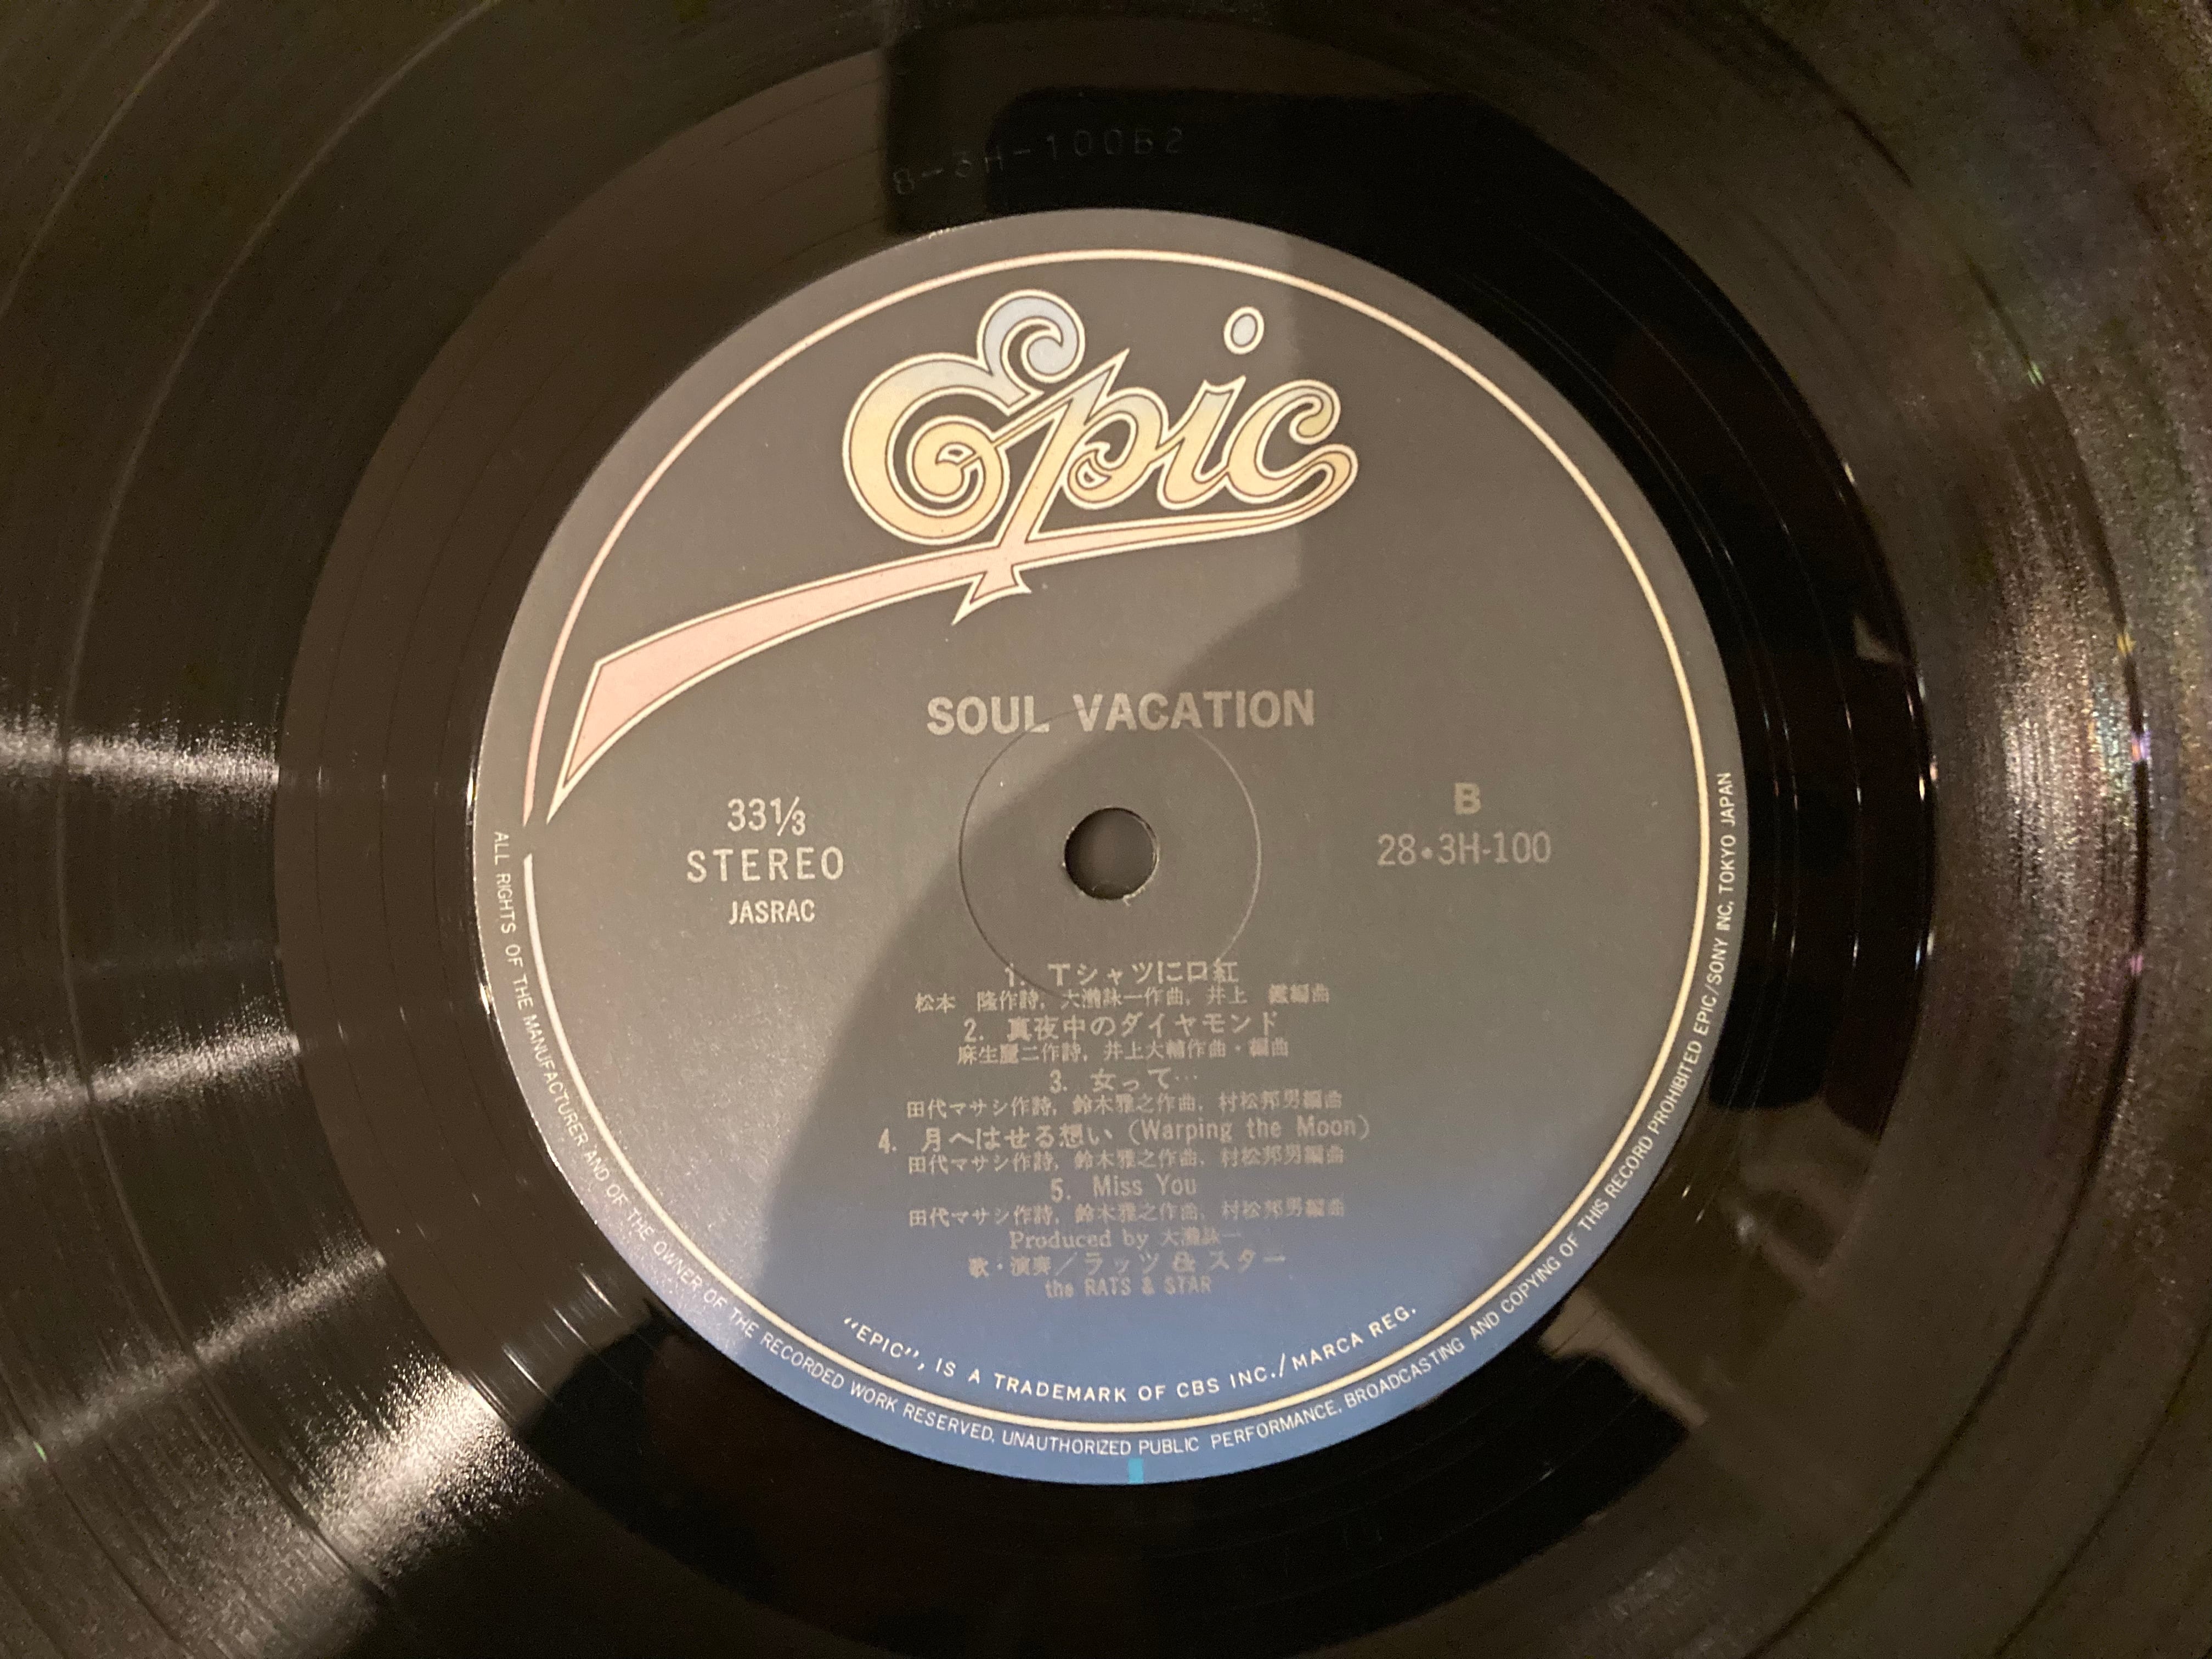 8-3H-100B2
Epic
SOUL VACATION
33⅓
STEREO
JASRAC
B
28•3H-100
1. Tシャツに口紅
松本 隆作詩, 大瀧詠一作曲, 井上 鑑編曲
2. 真夜中のダイヤモンド
麻生麗二作詩, 井上大輔作曲・編曲
3. 女って…
田代マサシ作詩, 鈴木雅之作曲, 村松邦男編曲
4. 月へはせる想い (Warping the Moon)
田代マサシ作詩, 鈴木雅之作曲, 村松邦男編曲
5. Miss You
田代マサシ作詩, 鈴木雅之作曲, 村松邦男編曲
Produced by 大瀧詠一
歌・演奏/ラッツ & スター
the RATS & STAR
"EPIC", IS A TRADEMARK OF CBS INC./MARCA REG.
ALL RIGHTS OF THE MANUFACTURER AND OF THE OWNER OF THE RECORDED WORK RESERVED. UNAUTHORIZED PUBLIC PERFORMANCE, BROADCASTING AND COPYING OF THIS RECORD PROHIBITED EPIC/SONY INC. TOKYO JAPAN